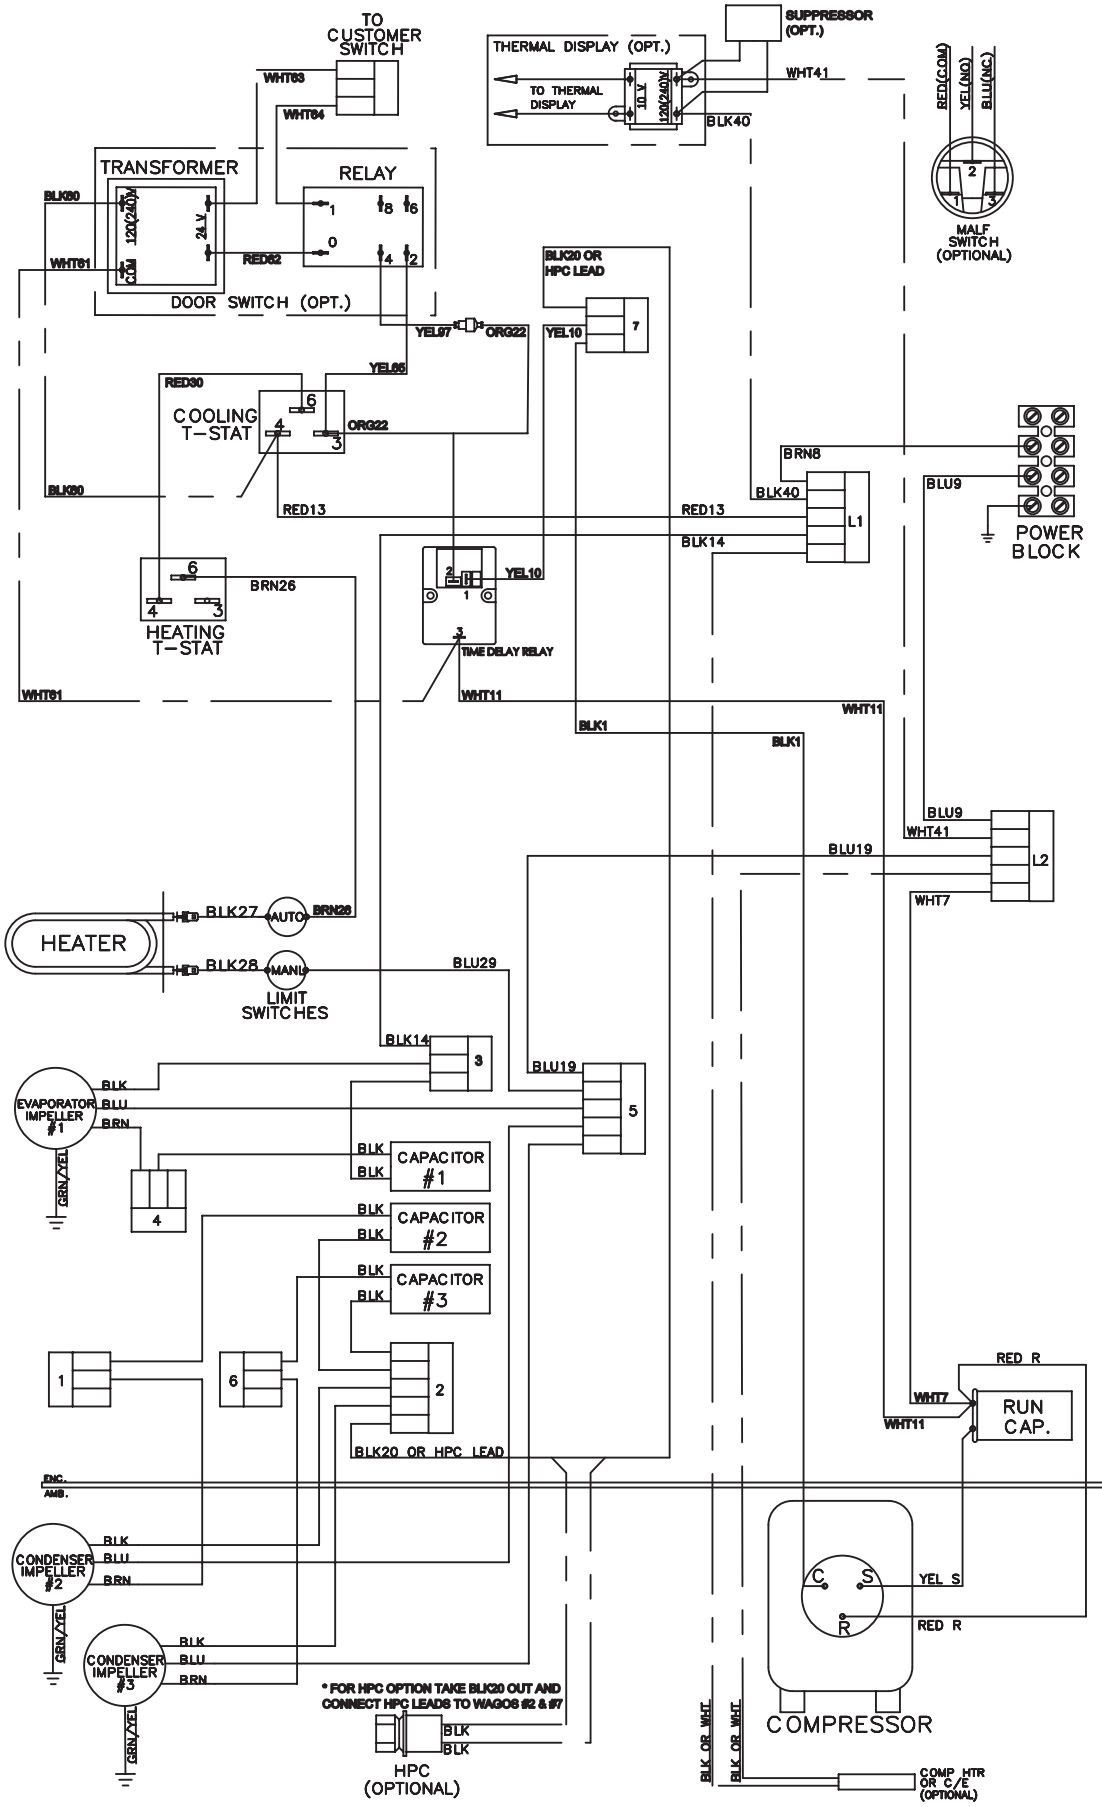 TO
CUSTOMER
SWITCH
WHT63
WHT64
THERMAL DISPLAY (OPT.)
TO THERMAL
DISPLAY
10 V
120(240)V
SUPPRESSOR
(OPT.)
WHT41
BLK40
RED(COM)
YEL(NO)
BLU(NC)
1
2
3
MALF
SWITCH
(OPTIONAL)
TRANSFORMER
RELAY
BLK60
120(240)V
24 V
COM
WHT61
RED62
1
8
6
0
4
2
DOOR SWITCH (OPT.)
BLK20 OR
HPC LEAD
YEL10
7
YEL97
ORG22
YEL65
RED30
COOLING
T-STAT
6
4
3
ORG22
BLK60
RED13
RED13
BRN8
BLK40
L1
BLK14
BLU9
POWER
BLOCK
6
4
3
BRN26
HEATING
T-STAT
2
1
3
YEL10
TIME DELAY RELAY
WHT61
WHT11
WHT11
BLK1
BLK1
BLU9
WHT41
BLU19
L2
WHT7
HEATER
BLK27
AUTO
BRN26
BLK28
MANL
BLU29
LIMIT
SWITCHES
BLK14
3
BLU19
5
EVAPORATOR
IMPELLER
#1
BLK
BLU
BRN
GRN/YEL
4
BLK
BLK
CAPACITOR
#1
BLK
BLK
CAPACITOR
#2
BLK
BLK
CAPACITOR
#3
1
6
2
BLK20 OR HPC LEAD
RED R
WHT7
WHT11
RUN
CAP.
ENC.
AMB.
CONDENSER
IMPELLER
#2
BLK
BLU
BRN
GRN/YEL
CONDENSER
IMPELLER
#3
BLK
BLU
BRN
GRN/YEL
C
S
R
YEL S
RED R
COMPRESSOR
* FOR HPC OPTION TAKE BLK20 OUT AND
CONNECT HPC LEADS TO WAGOS #2 & #7
BLK
BLK
HPC
(OPTIONAL)
BLK OR WHT
BLK OR WHT
COMP HTR
OR C/E
(OPTIONAL)